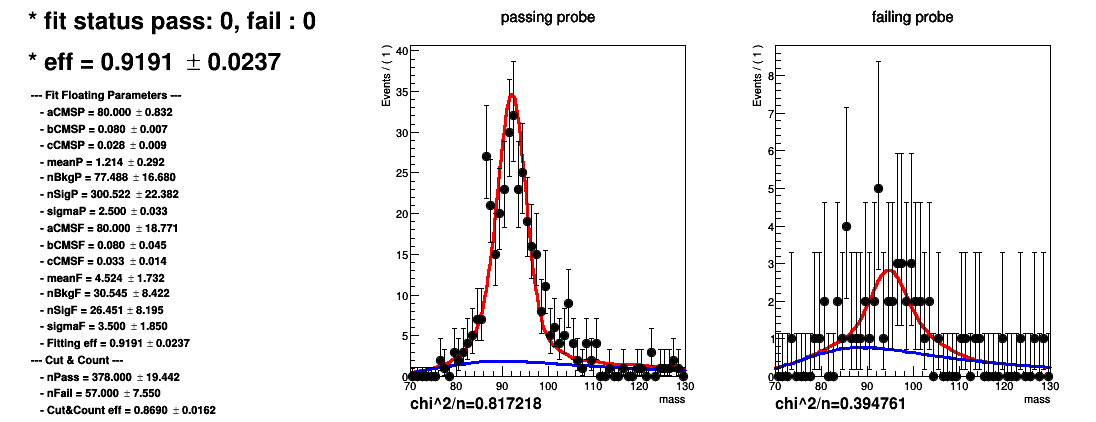 * fit status pass: 0, fail : 0
* eff = 0.9191 ± 0.0237
--- Fit Floating Parameters ---
- aCMSP = 80.000 ± 0.832
- bCMSP = 0.080 ± 0.007
- cCMSP = 0.028 ± 0.009
- meanP = 1.214 ± 0.292
- nBkgP = 77.488 ± 16.680
- nSigP = 300.522 ± 22.382
- sigmaP = 2.500 ± 0.033
- aCMSF = 80.000 ± 18.771
- bCMSF = 0.080 ± 0.045
- cCMSF = 0.033 ± 0.014
- meanF = 4.524 ± 1.732
- nBkgF = 30.545 ± 8.422
- nSigF = 26.451 ± 8.195
- sigmaF = 3.500 ± 1.850
- Fitting eff = 0.9191 ± 0.0237
--- Cut & Count ---
- nPass = 378.000 ± 19.442
- nFail = 57.000 ± 7.550
- Cut&Count eff = 0.8690 ± 0.0162
passing probe
Events / ( 1 )
40
35
30
25
20
15
10
5
0
70 80 90 100 110 120 130
mass
chi^2/n=0.817218
failing probe
Events / ( 1 )
8
7
6
5
4
3
2
1
0
70 80 90 100 110 120 130
mass
chi^2/n=0.394761